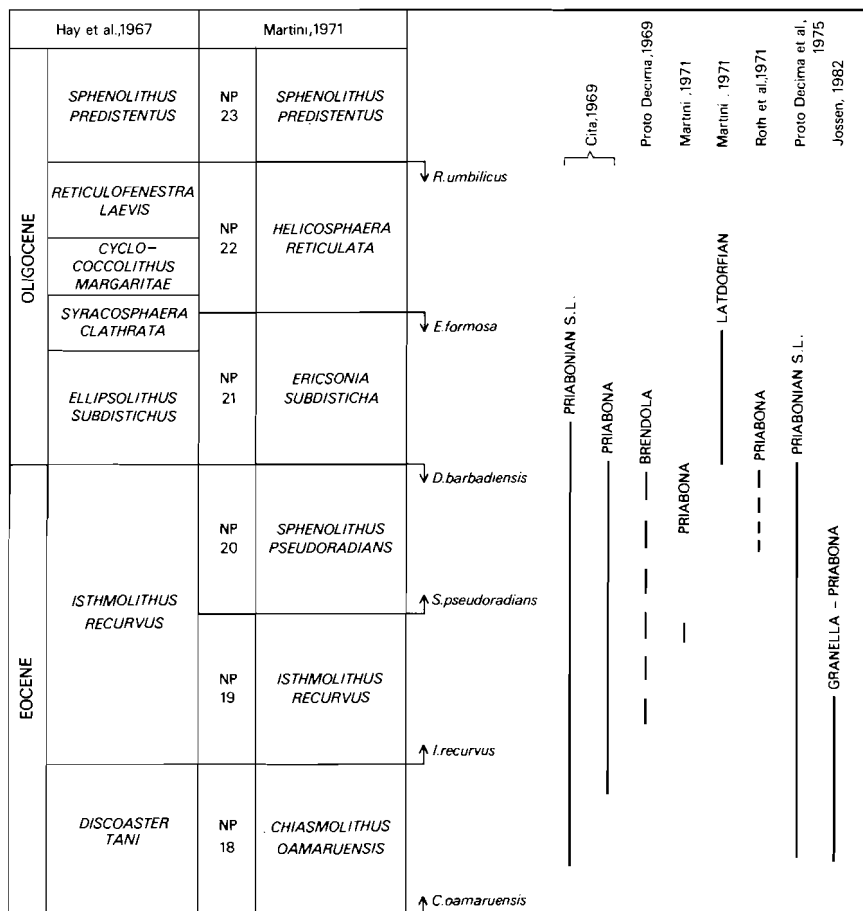 Hay et al.,1967
Martini,1971
OLIGOCENE
EOCENE
SPHENOLITHUS
PREDISTENTUS
RETICULOFENESTRA
LAEVIS
CYCLO-
COCCOLITHUS
MARGARITAE
SYRACOSPHAERA
CLATHRATA
ELLIPSOLITHUS
SUBDISTICHUS
ISTHMOLITHUS
RECURVUS
DISCOASTER
TANI
NP
23
SPHENOLITHUS
PREDISTENTUS
NP
22
HELICOSPHAERA
RETICULATA
NP
21
ERICSONIA
SUBDISTICHA
NP
20
SPHENOLITHUS
PSEUDORADIANS
NP
19
ISTHMOLITHUS
RECURVUS
NP
18
CHIASMOLITHUS
OAMARUENSIS
R.umbilicus
E.formosa
D.barbadiensis
S.pseudoradians
I.recurvus
C.oamaruensis
Cita,1969
Proto Decima,1969
Martini ,1971
Martini . 1971
Roth et al,1971
Proto Decima et al,
1975
Jossen, 1982
PRIABONIAN S.L.
PRIABONA
BRENDOLA
PRIABONA
LATDORFIAN
PRIABONA
PRIABONIAN S.L.
GRANELLA - PRIABONA